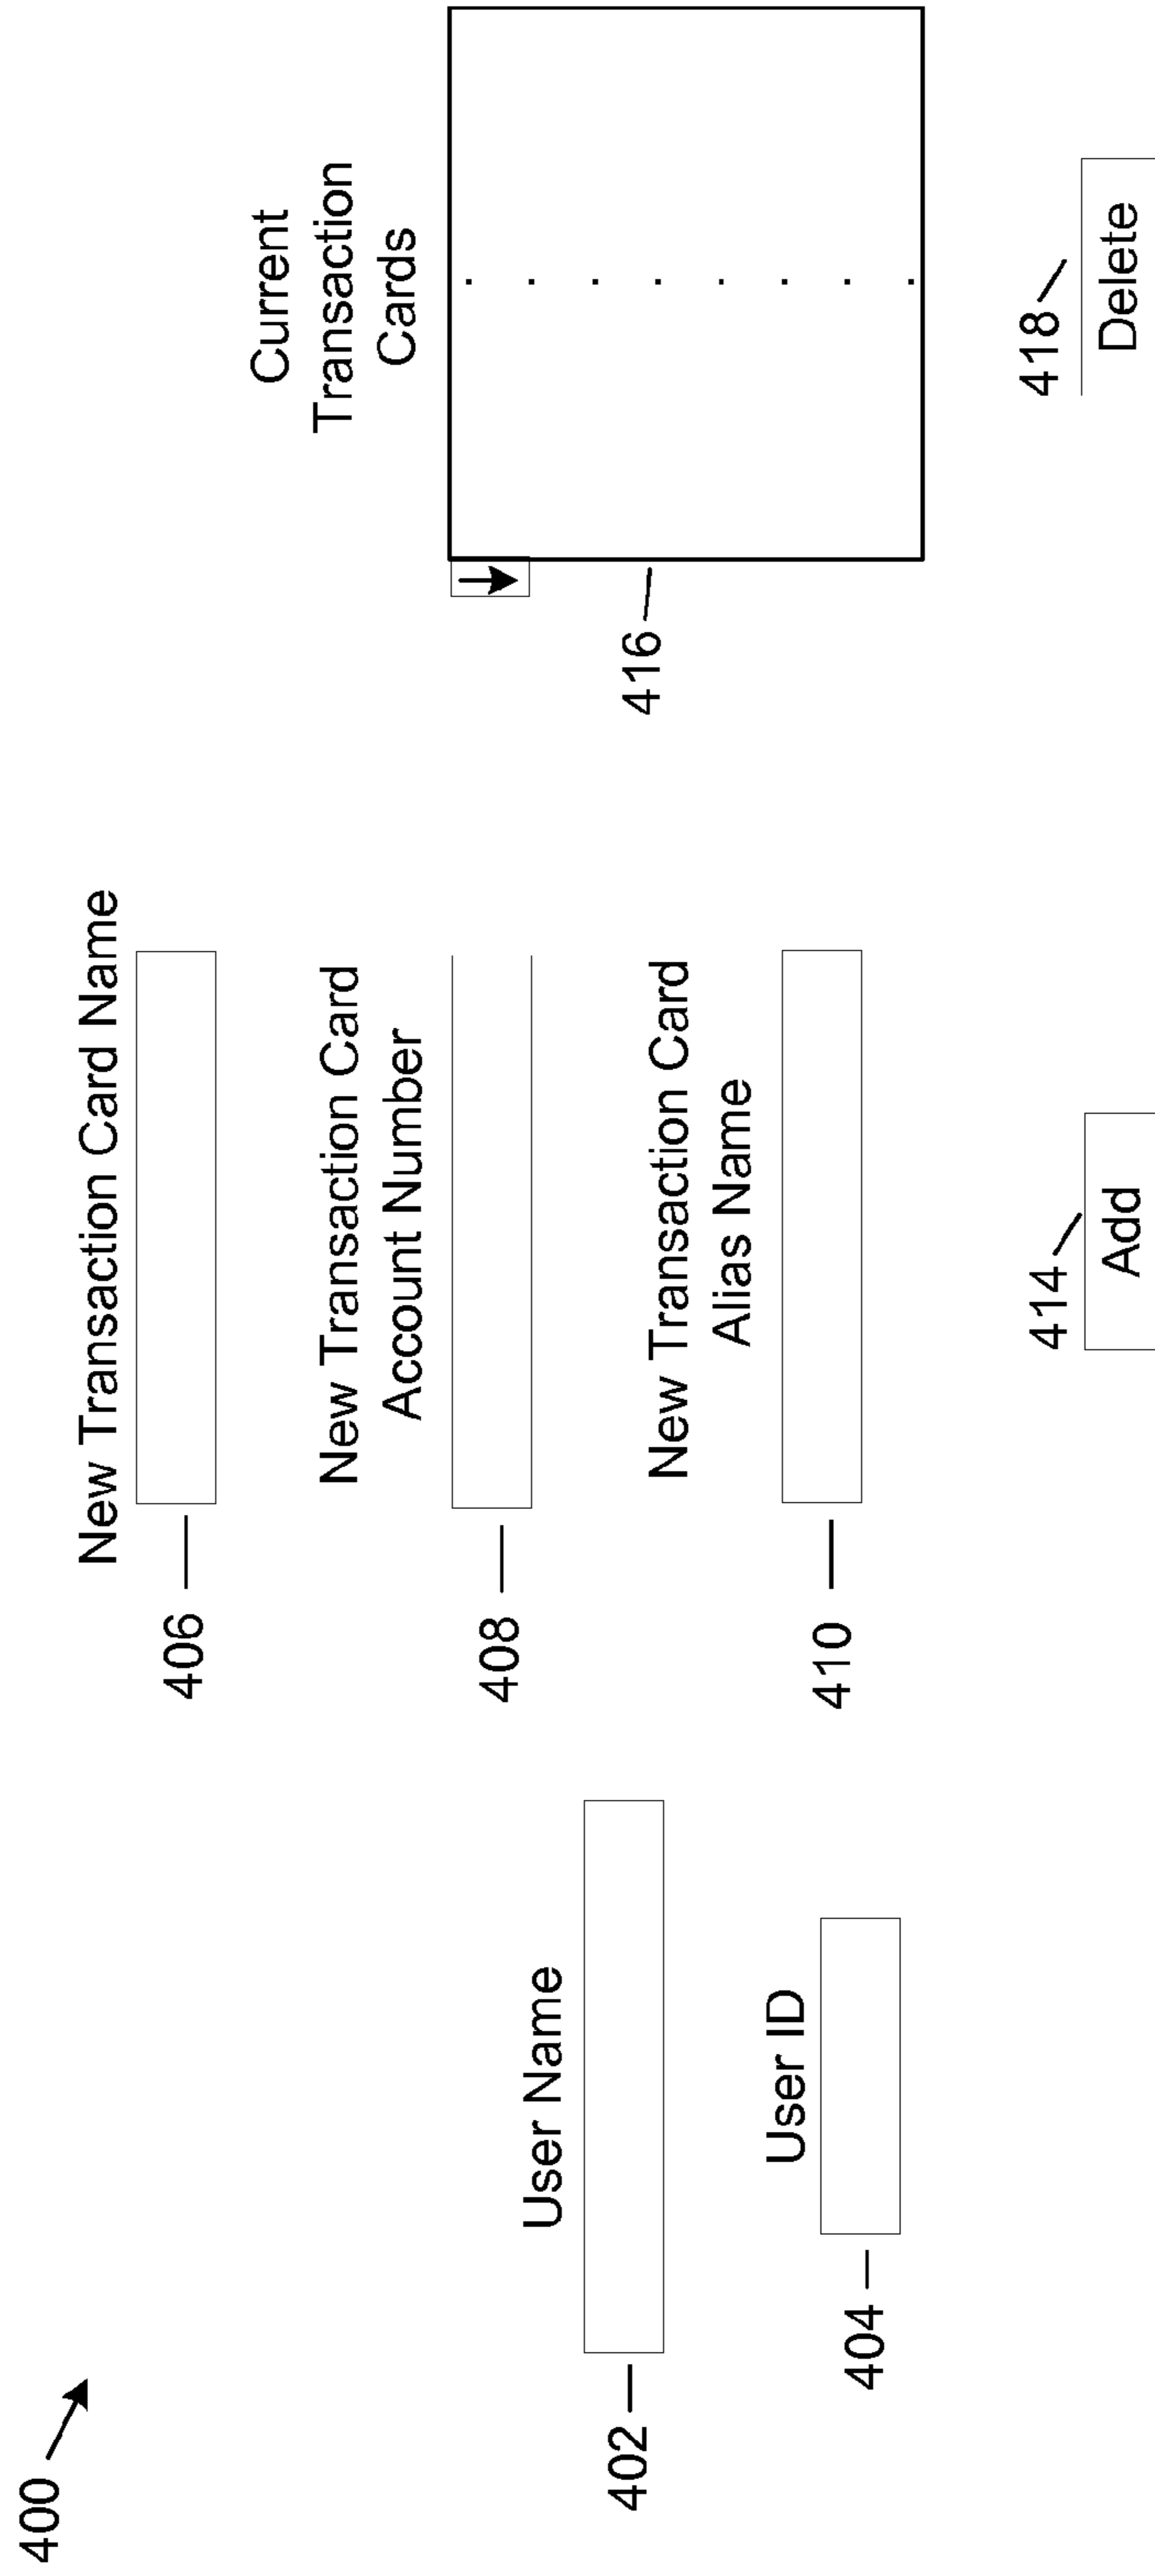 400
402
User Name
404
User ID
406
New Transaction Card Name
408
New Transaction Card
Account Number
410
New Transaction Card
Alias Name
414
Add
Current
Transaction
Cards
416
418
Delete